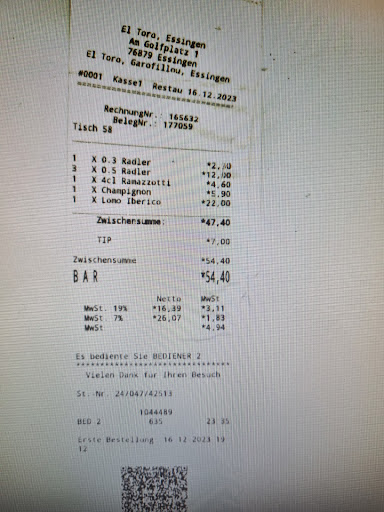 El Toro, Essingen
Am Golfplatz 1
76879 Essingen
El Toro, Garofillou, Essingen
#0001 Kasse1 Restau 16.12.2023
RechnungNr.: 165632
BelegNr.: 177059
Tisch 58
1 X 0.3 Radler *2,90
3 X 0.5 Radler *12,00
1 X 4cl Ramazzotti *4,60
1 X Champignon *5,90
1 X Lomo Iberico *22,00
Zwischensumme: *47,40
TIP *7,00
Zwischensumme *54,40
BAR *54,40
Netto MwSt
MwSt. 19% *16,39 *3,11
MwSt. 7% *26,07 *1,83
MwSt *4,94
Es bediente Sie BEDIENER 2
********************************
Vielen Dank für Ihren Besuch
St.-Nr. 24/047/42513
1044489
BED 2 635 23:35
Erste Bestellung 16.12.2023 19
12